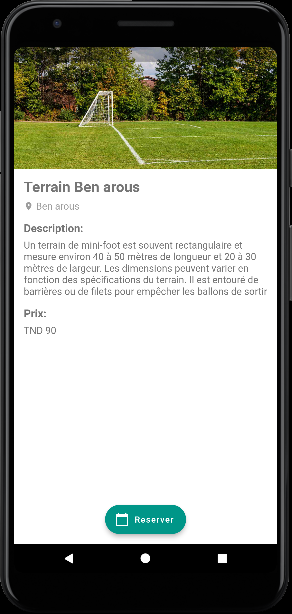 Terrain Ben arous
Ben arous
Description:
Un terrain de mini-foot est souvent rectangulaire et
mesure environ 40 à 50 mètres de longueur et 20 à 30
mètres de largeur. Les dimensions peuvent varier en
fonction des spécifications du terrain. Il est entouré de
barrières ou de filets pour empêcher les ballons de sortir
Prix:
TND 90
Reserver